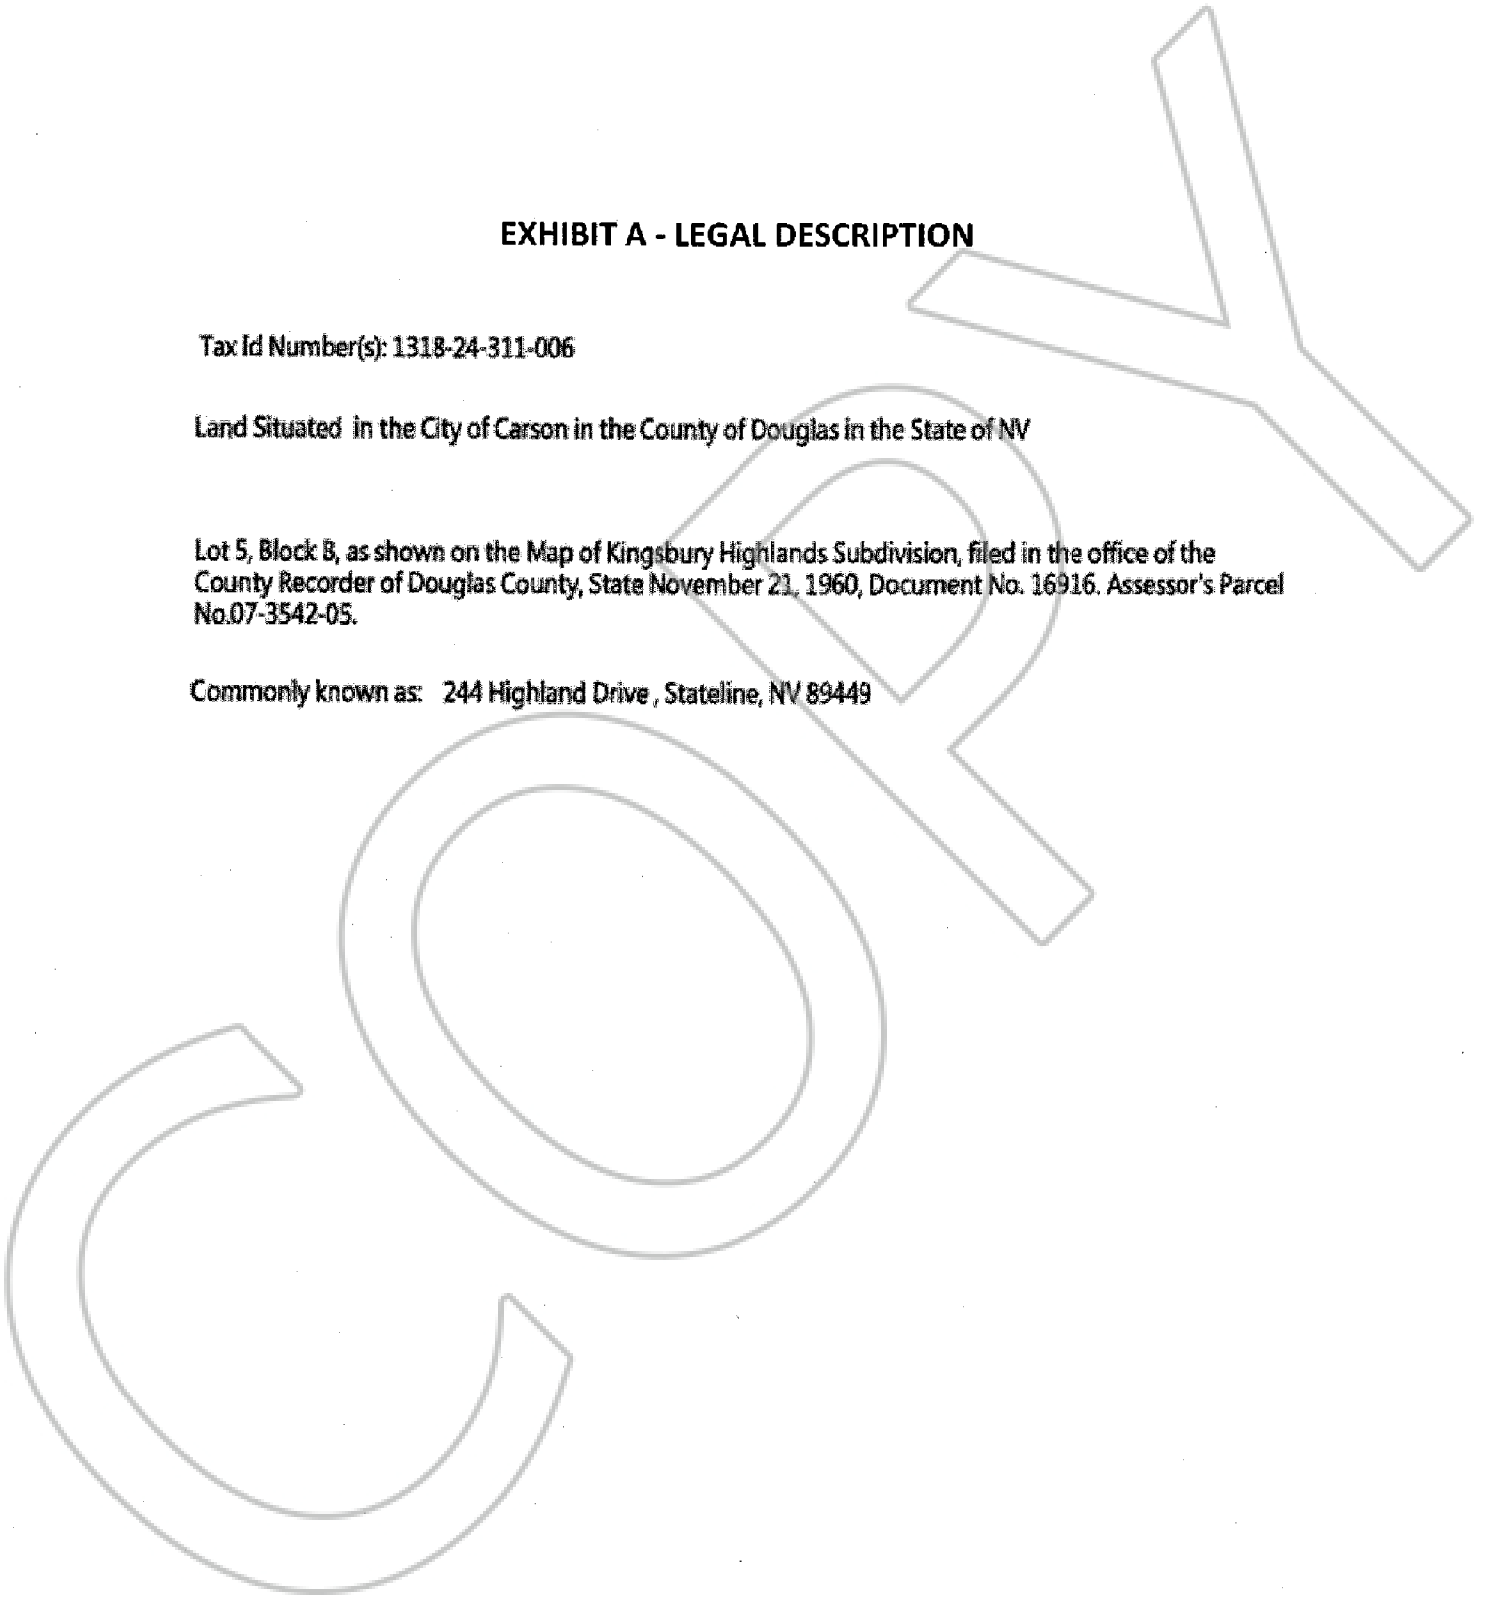 EXHIBIT A - LEGAL DESCRIPTION
Tax Id Number(s): 1318-24-311-006
Land Situated in the City of Carson in the County of Douglas in the State of NV
Lot 5, Block B, as shown on the Map of Kingsbury Highlands Subdivision, filed in the office of the
County Recorder of Douglas County, State November 21, 1960, Document No. 16916. Assessor's Parcel
No.07-3542-05.
Commonly known as: 244 Highland Drive , Stateline, NV 89449
COPY